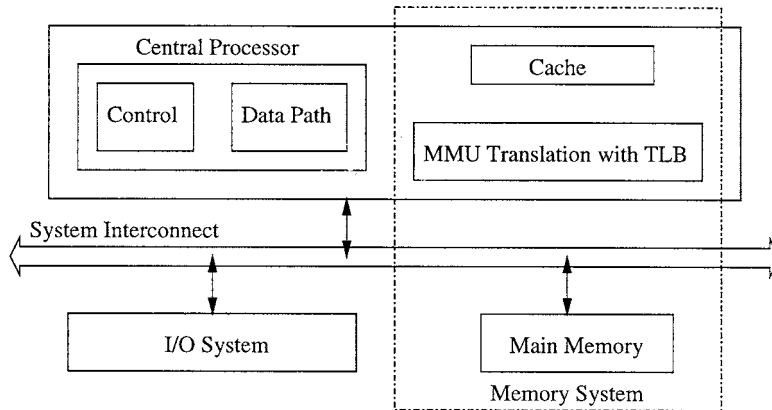 Central Processor
Cache
Control
Data Path
MMU Translation with TLB
System Interconnect
I/O System
Main Memory
Memory System